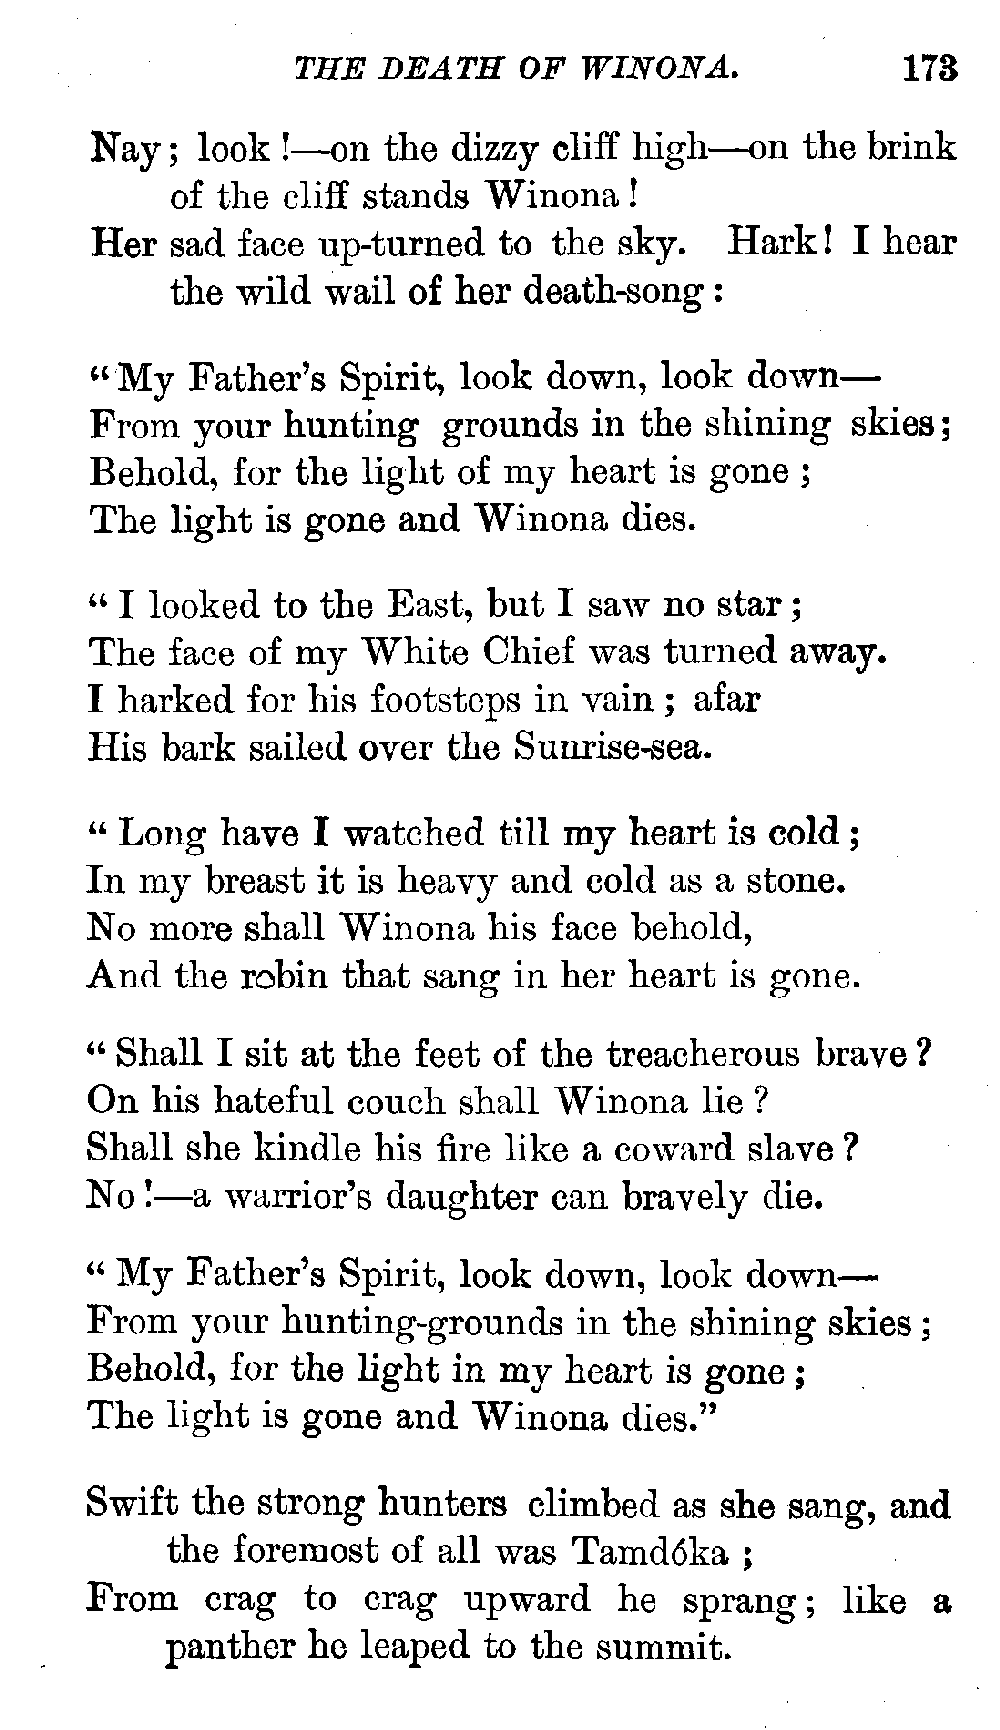 THE DEATH OF WINONA. 173
Nay; look!—on the dizzy cliff high—on the brink
of the cliff stands Winona!
Her sad face up-turned to the sky. Hark! I hear
the wild wail of her death-song:
“My Father’s Spirit, look down, look down—
From your hunting grounds in the shining skies;
Behold, for the light of my heart is gone;
The light is gone and Winona dies.
“I looked to the East, but I saw no star;
The face of my White Chief was turned away.
I harked for his footsteps in vain; afar
His bark sailed over the Sunrise-sea.
“Long have I watched till my heart is cold;
In my breast it is heavy and cold as a stone.
No more shall Winona his face behold,
And the robin that sang in her heart is gone.
“Shall I sit at the feet of the treacherous brave?
On his hateful couch shall Winona lie?
Shall she kindle his fire like a coward slave?
No!—a warrior’s daughter can bravely die.
“My Father’s Spirit, look down, look down—
From your hunting-grounds in the shining skies;
Behold, for the light in my heart is gone;
The light is gone and Winona dies.”
Swift the strong hunters climbed as she sang, and
the foremost of all was Tamdóka;
From crag to crag upward he sprang; like a
panther he leaped to the summit.